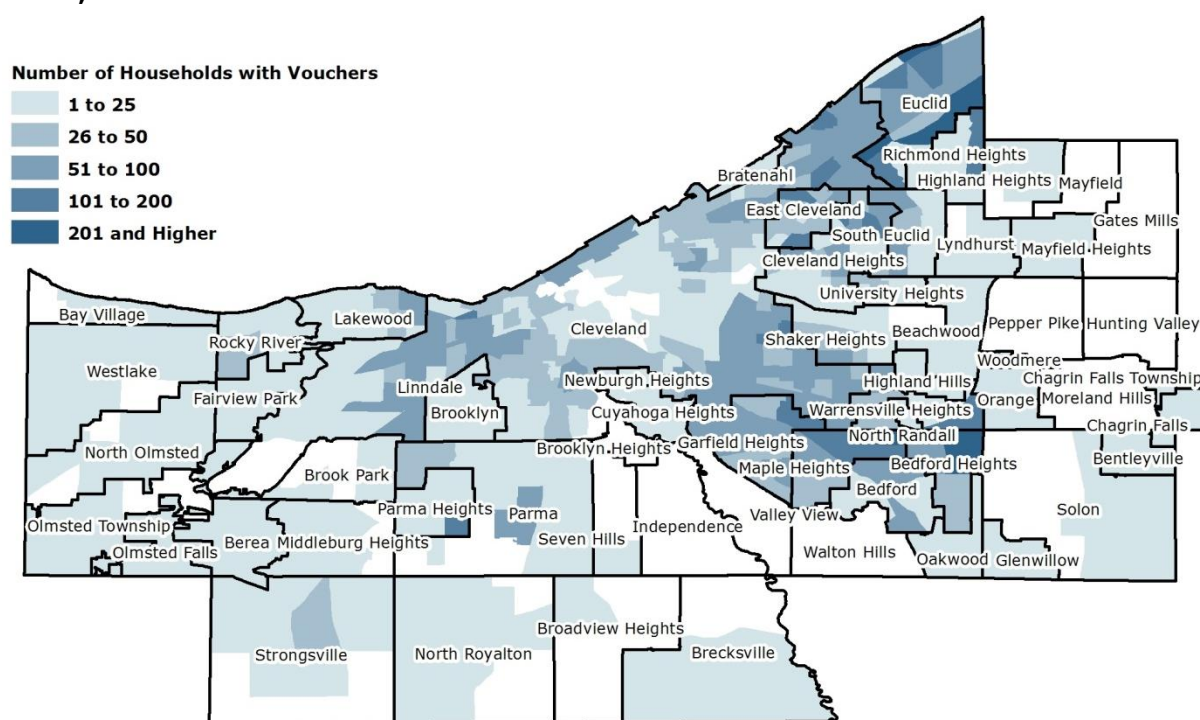 Number of Households with Vouchers
1 to 25
26 to 50
51 to 100
101 to 200
201 and Higher
Euclid
Richmond Heights
Bratenahl
Highland Heights
Mayfield
East Cleveland
Gates Mills
South Euclid
Lyndhurst
Mayfield Heights
Cleveland Heights
University Heights
Bay Village
Lakewood
Cleveland
Pepper Pike
Hunting Valley
Rocky River
Shaker Heights
Beachwood
Woodmere
Westlake
Linndale
Newburgh Heights
Highland Hills
Chagrin Falls Township
Fairview Park
Brooklyn
Cuyahoga Heights
Warrensville Heights
Orange
Moreland Hills
Chagrin Falls
North Olmsted
Brooklyn Heights
Garfield Heights
North Randall
Bentleyville
Brook Park
Maple Heights
Bedford Heights
Bedford
Parma Heights
Parma
Valley View
Solon
Olmsted Township
Independence
Berea
Middleburg Heights
Seven Hills
Olmsted Falls
Walton Hills
Oakwood
Glenwillow
Broadview Heights
Strongsville
North Royalton
Brecksville